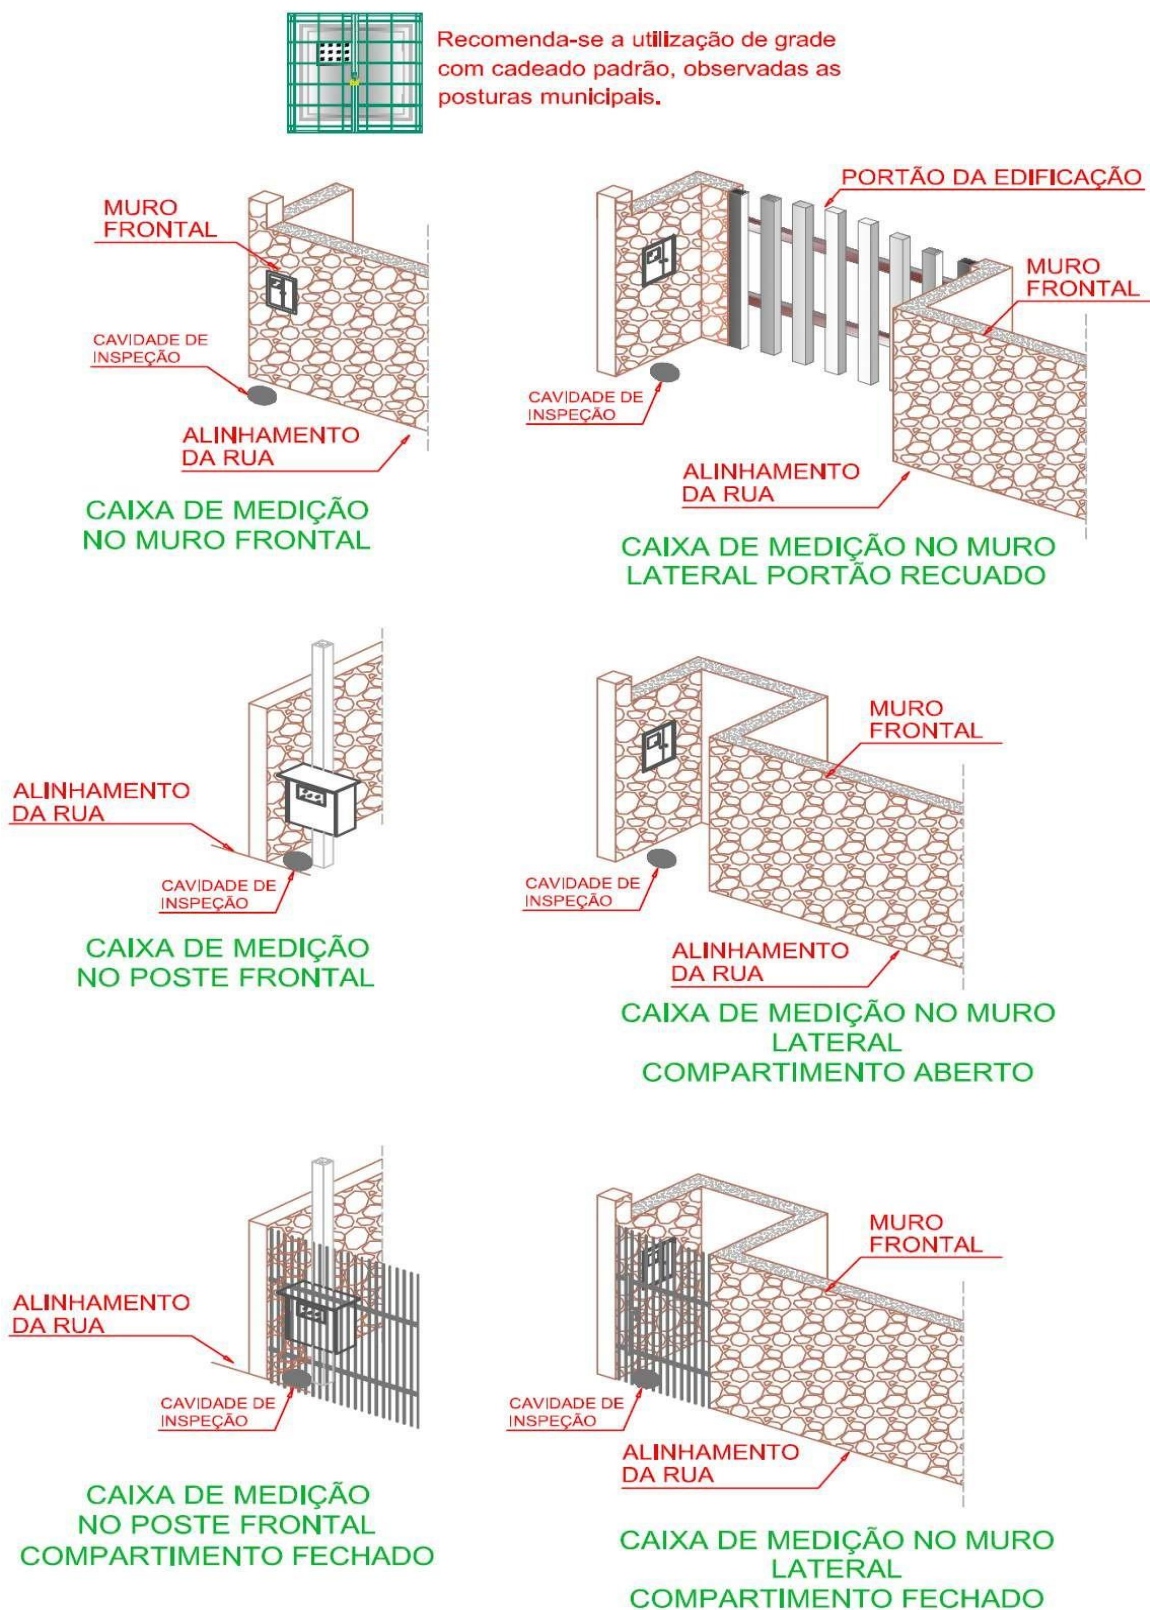 Recomenda-se a utilização de grade
com cadeado padrão, observadas as
posturas municipais.
MURO
FRONTAL
CAVIDADE DE
INSPEÇÃO
ALINHAMENTO
DA RUA
CAIXA DE MEDIÇÃO
NO MURO FRONTAL
PORTÃO DA EDIFICAÇÃO
MURO
FRONTAL
CAVIDADE DE
INSPEÇÃO
ALINHAMENTO
DA RUA
CAIXA DE MEDIÇÃO NO MURO
LATERAL PORTÃO RECUADO
ALINHAMENTO
DA RUA
CAVIDADE DE
INSPEÇÃO
CAIXA DE MEDIÇÃO
NO POSTE FRONTAL
MURO
FRONTAL
CAVIDADE DE
INSPEÇÃO
ALINHAMENTO
DA RUA
CAIXA DE MEDIÇÃO NO MURO
LATERAL
COMPARTIMENTO ABERTO
ALINHAMENTO
DA RUA
CAVIDADE DE
INSPEÇÃO
CAIXA DE MEDIÇÃO
NO POSTE FRONTAL
COMPARTIMENTO FECHADO
MURO
FRONTAL
CAVIDADE DE
INSPEÇÃO
ALINHAMENTO
DA RUA
CAIXA DE MEDIÇÃO NO MURO
LATERAL
COMPARTIMENTO FECHADO